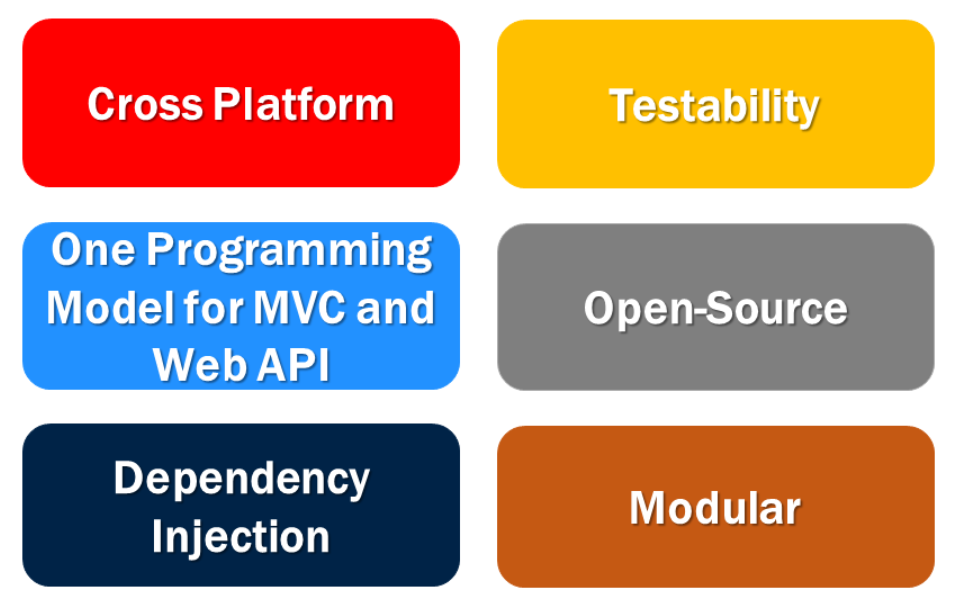 Cross Platform
Testability
One Programming
Model for MVC and
Web API
Open-Source
Dependency
Injection
Modular